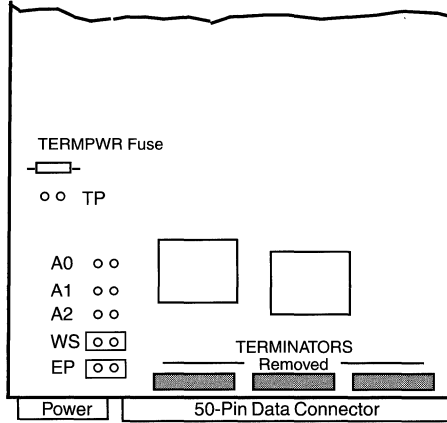 TERMPWR Fuse
TP
A0
A1
A2
WS
EP
TERMINATORS
Removed
Power
50-Pin Data Connector